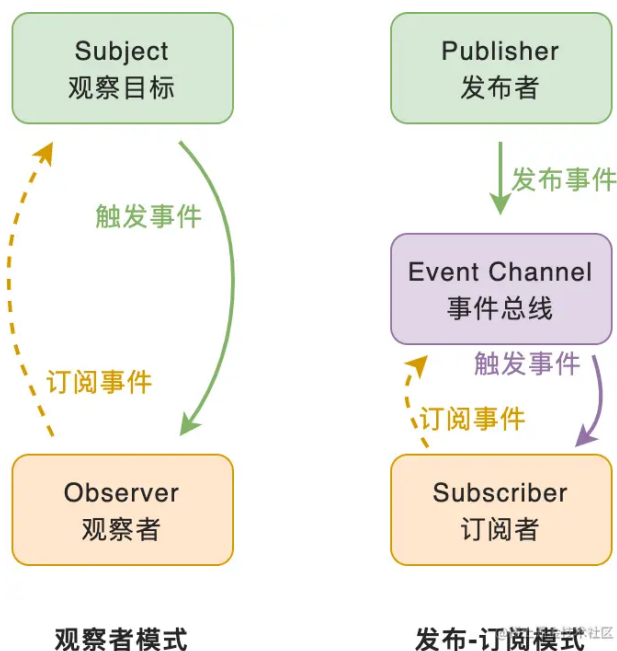 Subject
观察目标
触发事件
订阅事件
Observer
观察者
观察者模式
Publisher
发布者
发布事件
Event Channel
事件总线
触发事件
订阅事件
Subscriber
订阅者
发布-订阅模式